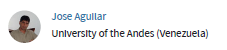 Jose Aguilar
University of the Andes (Venezuela)